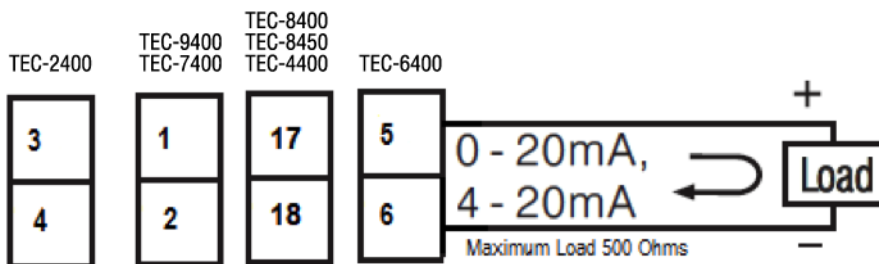 TEC-2400
TEC-9400
TEC-7400
TEC-8400
TEC-8450
TEC-4400
TEC-6400
3
4
1
2
17
18
5
6
0 - 20mA,
4 - 20mA
Maximum Load 500 Ohms
+
Load
–